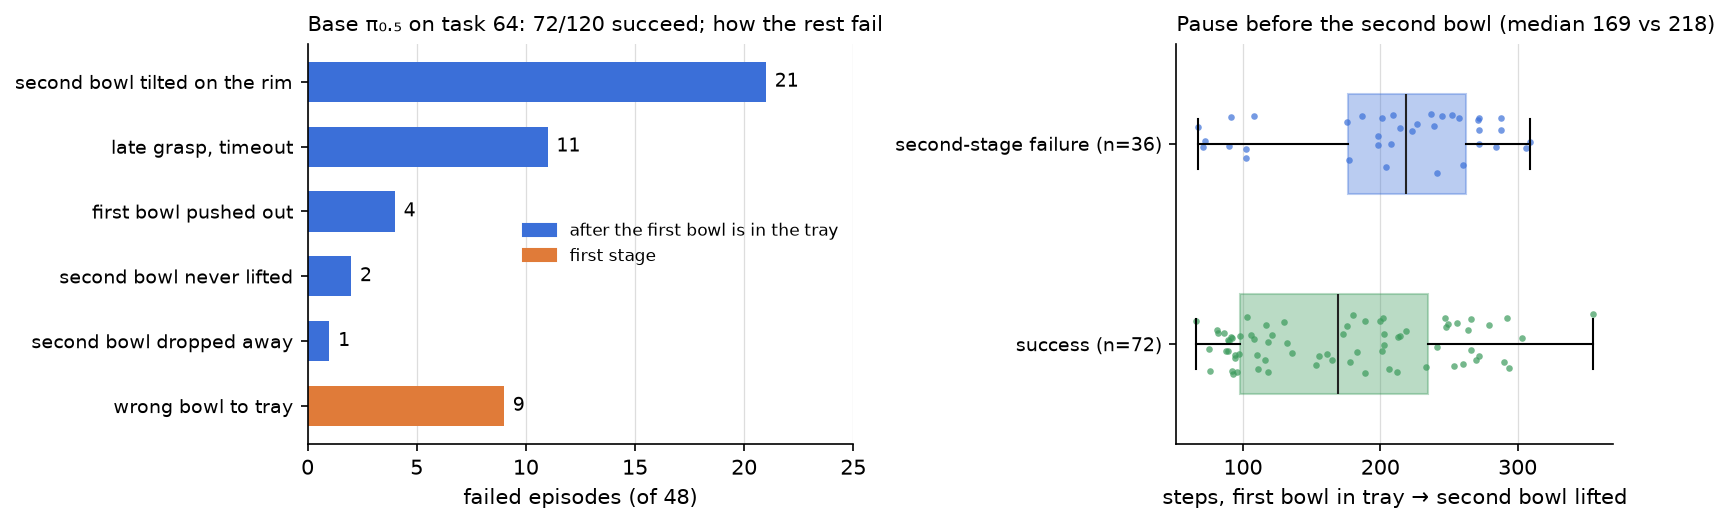 Base π₀.₅ on task 64: 72/120 succeed; how the rest fail
second bowl tilted on the rim
21
late grasp, timeout
11
first bowl pushed out
4
second bowl never lifted
2
second bowl dropped away
1
wrong bowl to tray
9
after the first bowl is in the tray
first stage
0 5 10 15 20 25
failed episodes (of 48)
Pause before the second bowl (median 169 vs 218)
second-stage failure (n=36)
success (n=72)
100 200 300
steps, first bowl in tray → second bowl lifted